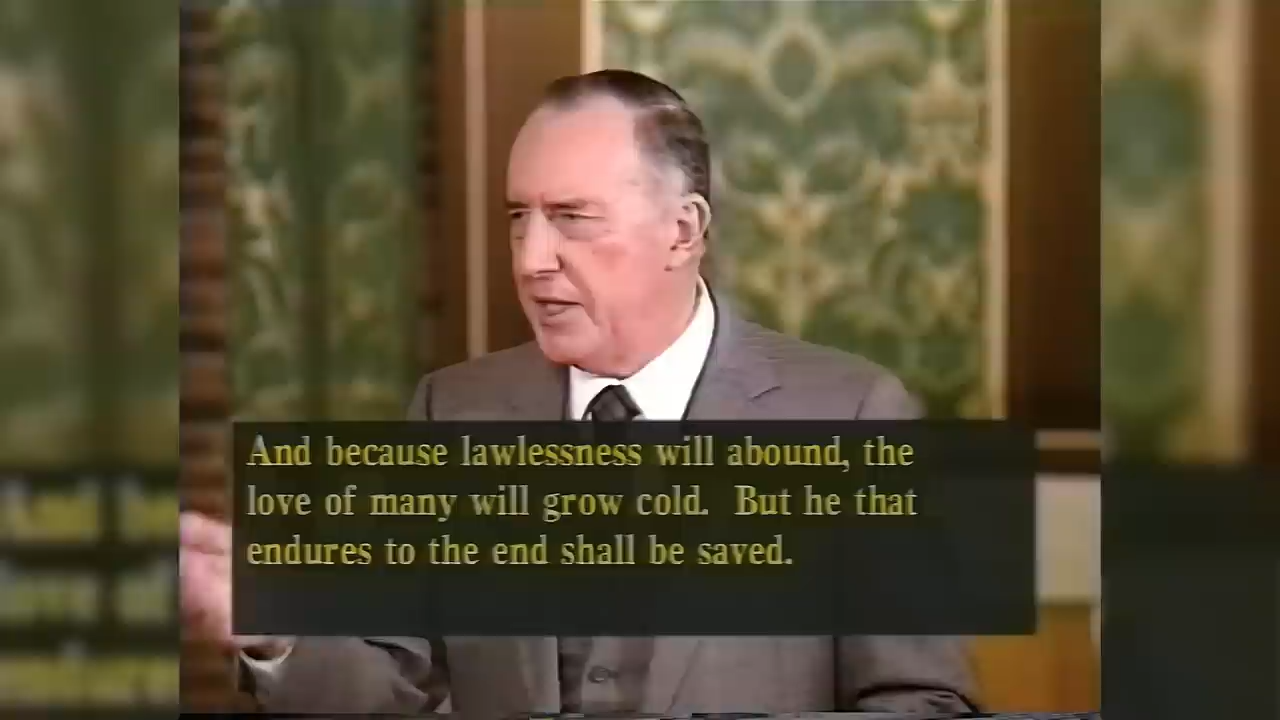 And because lawlessness will abound, the
love of many will grow cold. But he that
endures to the end shall be saved.